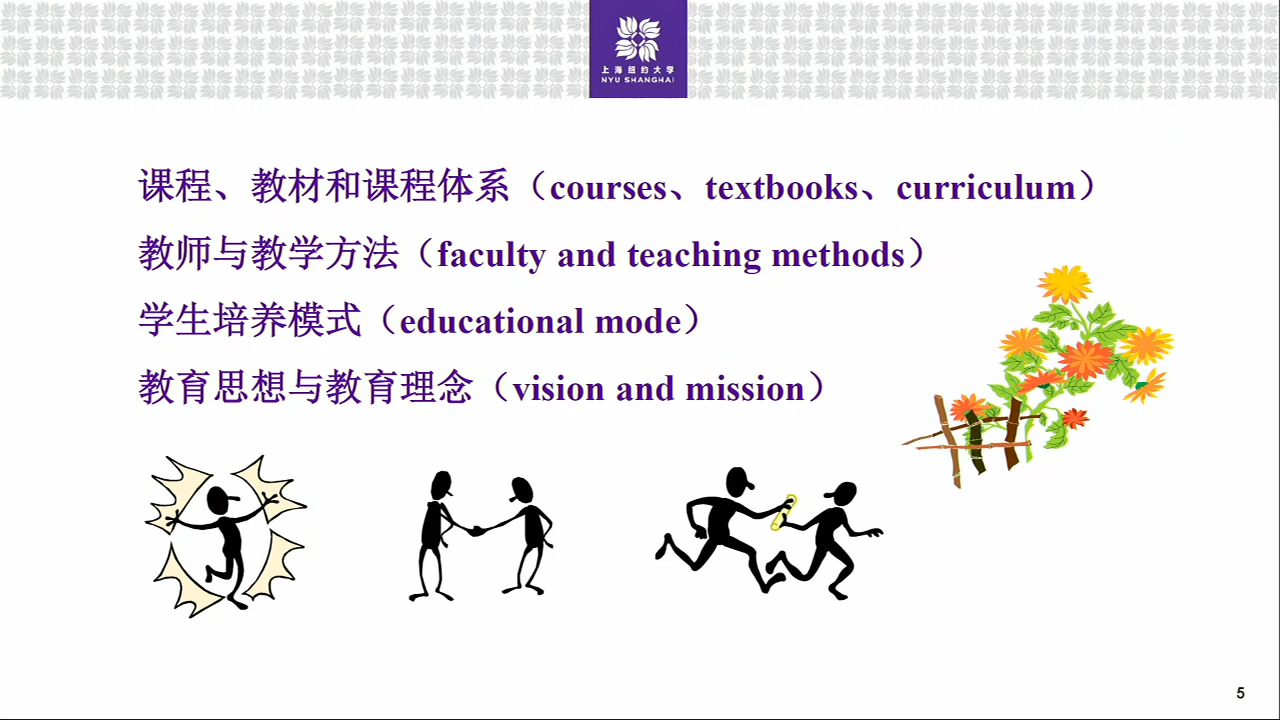 上海纽约大学
NYU SHANGHAI
课程、教材和课程体系（courses、textbooks、curriculum）
教师与教学方法（faculty and teaching methods）
学生培养模式（educational mode）
教育思想与教育理念（vision and mission）
5